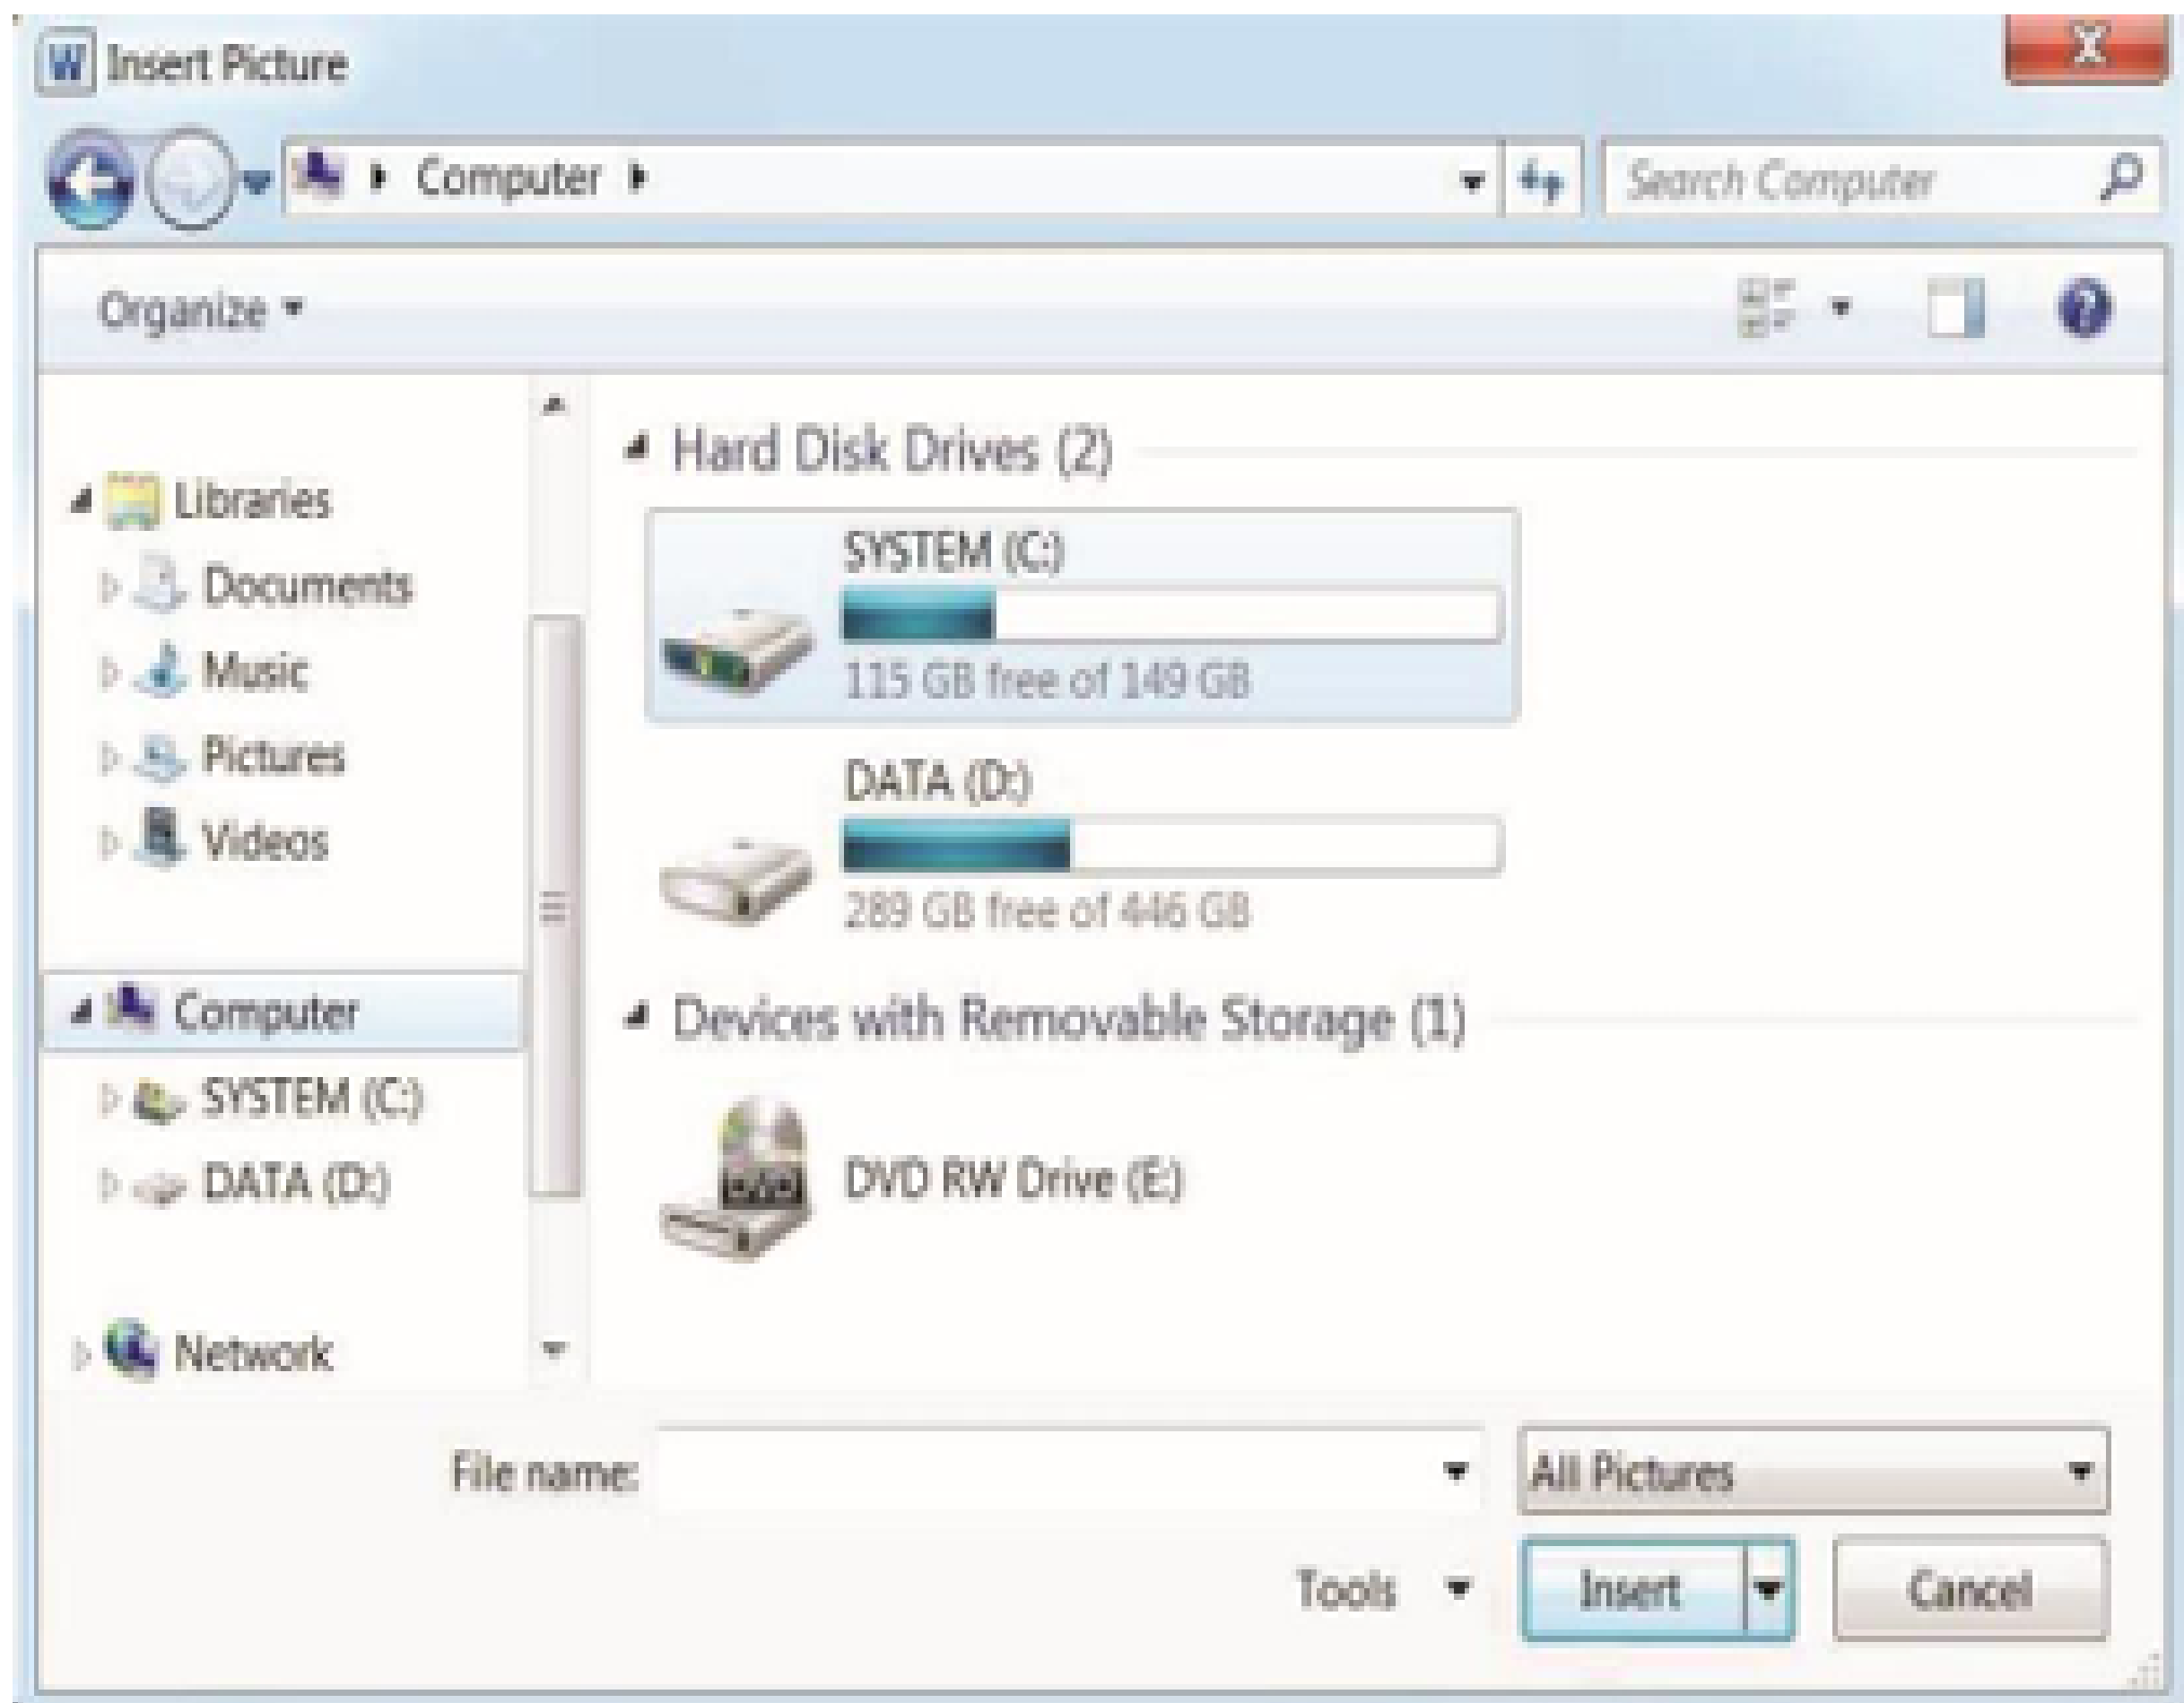 Insert Picture
Computer
Search Computer
Organize
Libraries
Documents
Music
Pictures
Videos
Computer
SYSTEM (C:)
DATA (D:)
Network
Hard Disk Drives (2)
SYSTEM (C:)
115 GB free of 149 GB
DATA (D:)
289 GB free of 446 GB
Devices with Removable Storage (1)
DVD RW Drive (E:)
File name:
All Pictures
Tools
Insert
Cancel